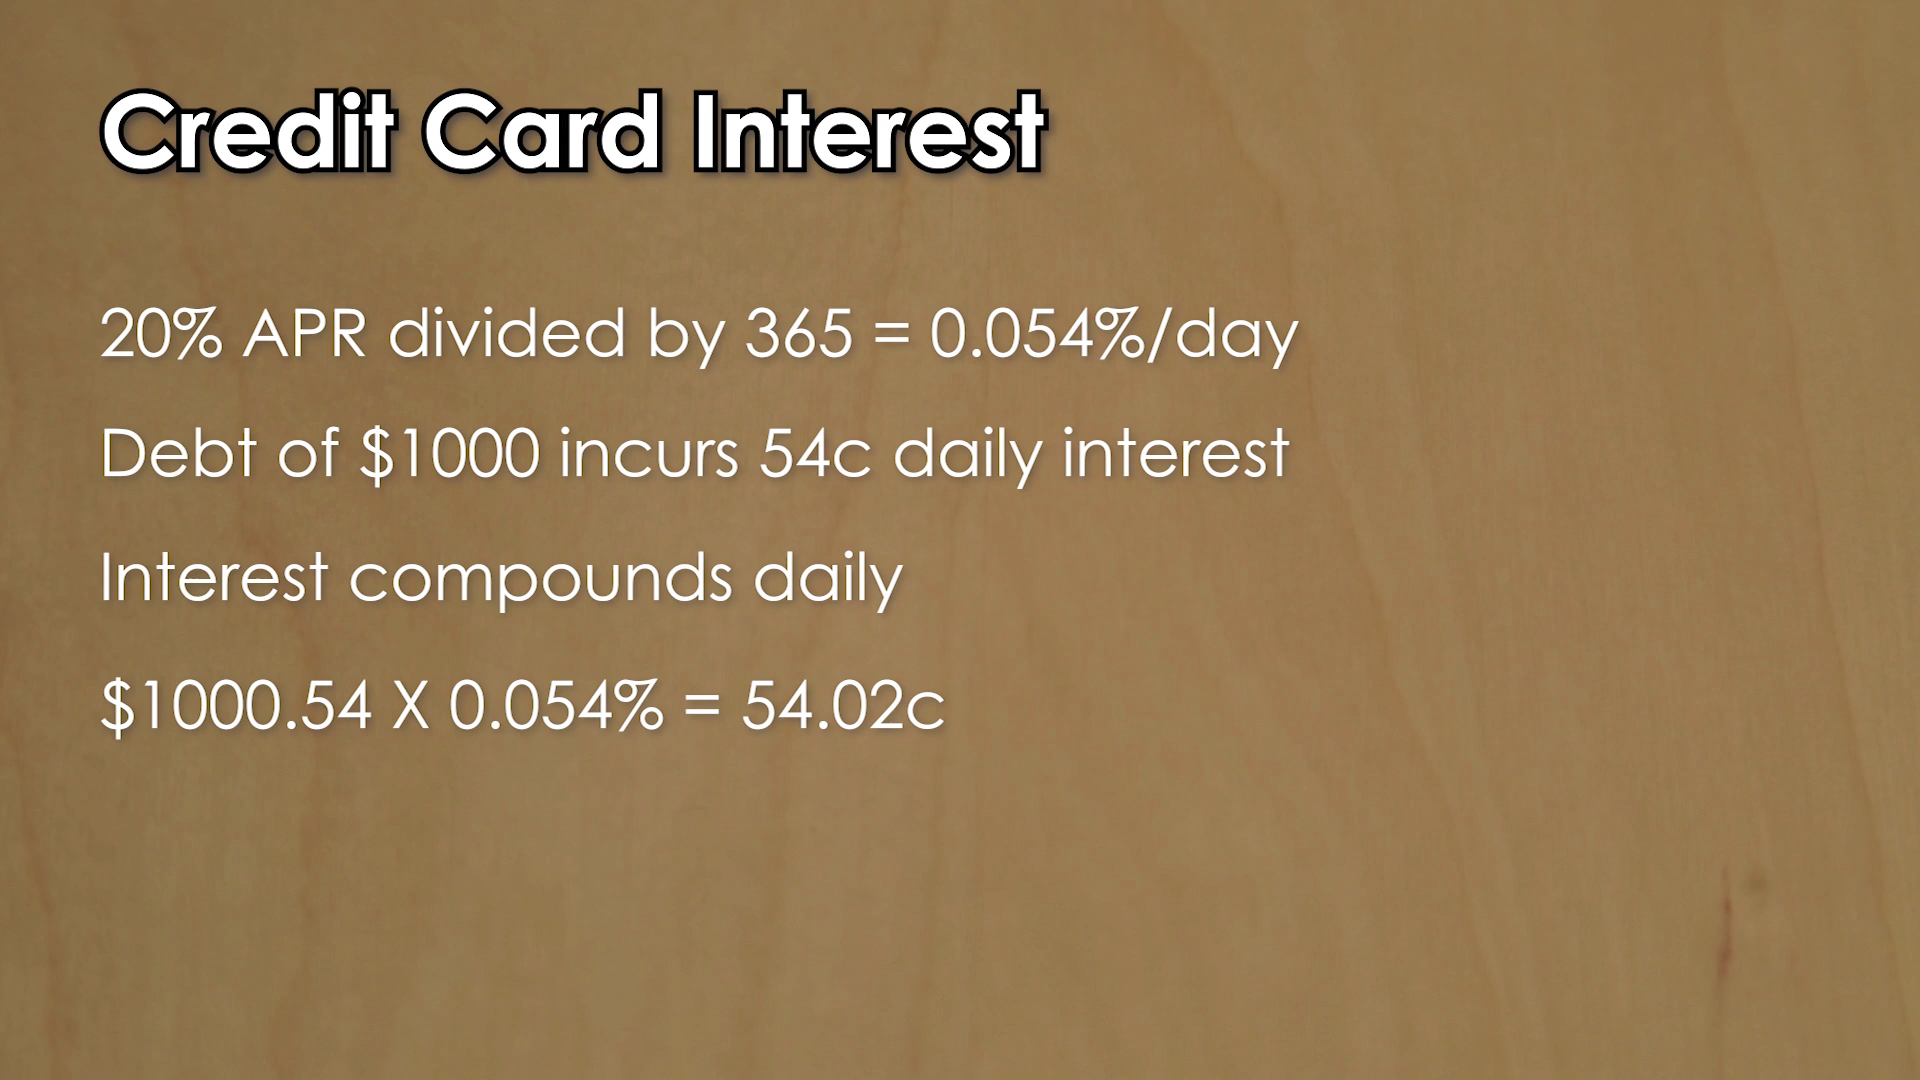 Credit Card Interest
20% APR divided by 365 = 0.054%/day
Debt of $1000 incurs 54c daily interest
Interest compounds daily
$1000.54 X 0.054% = 54.02c